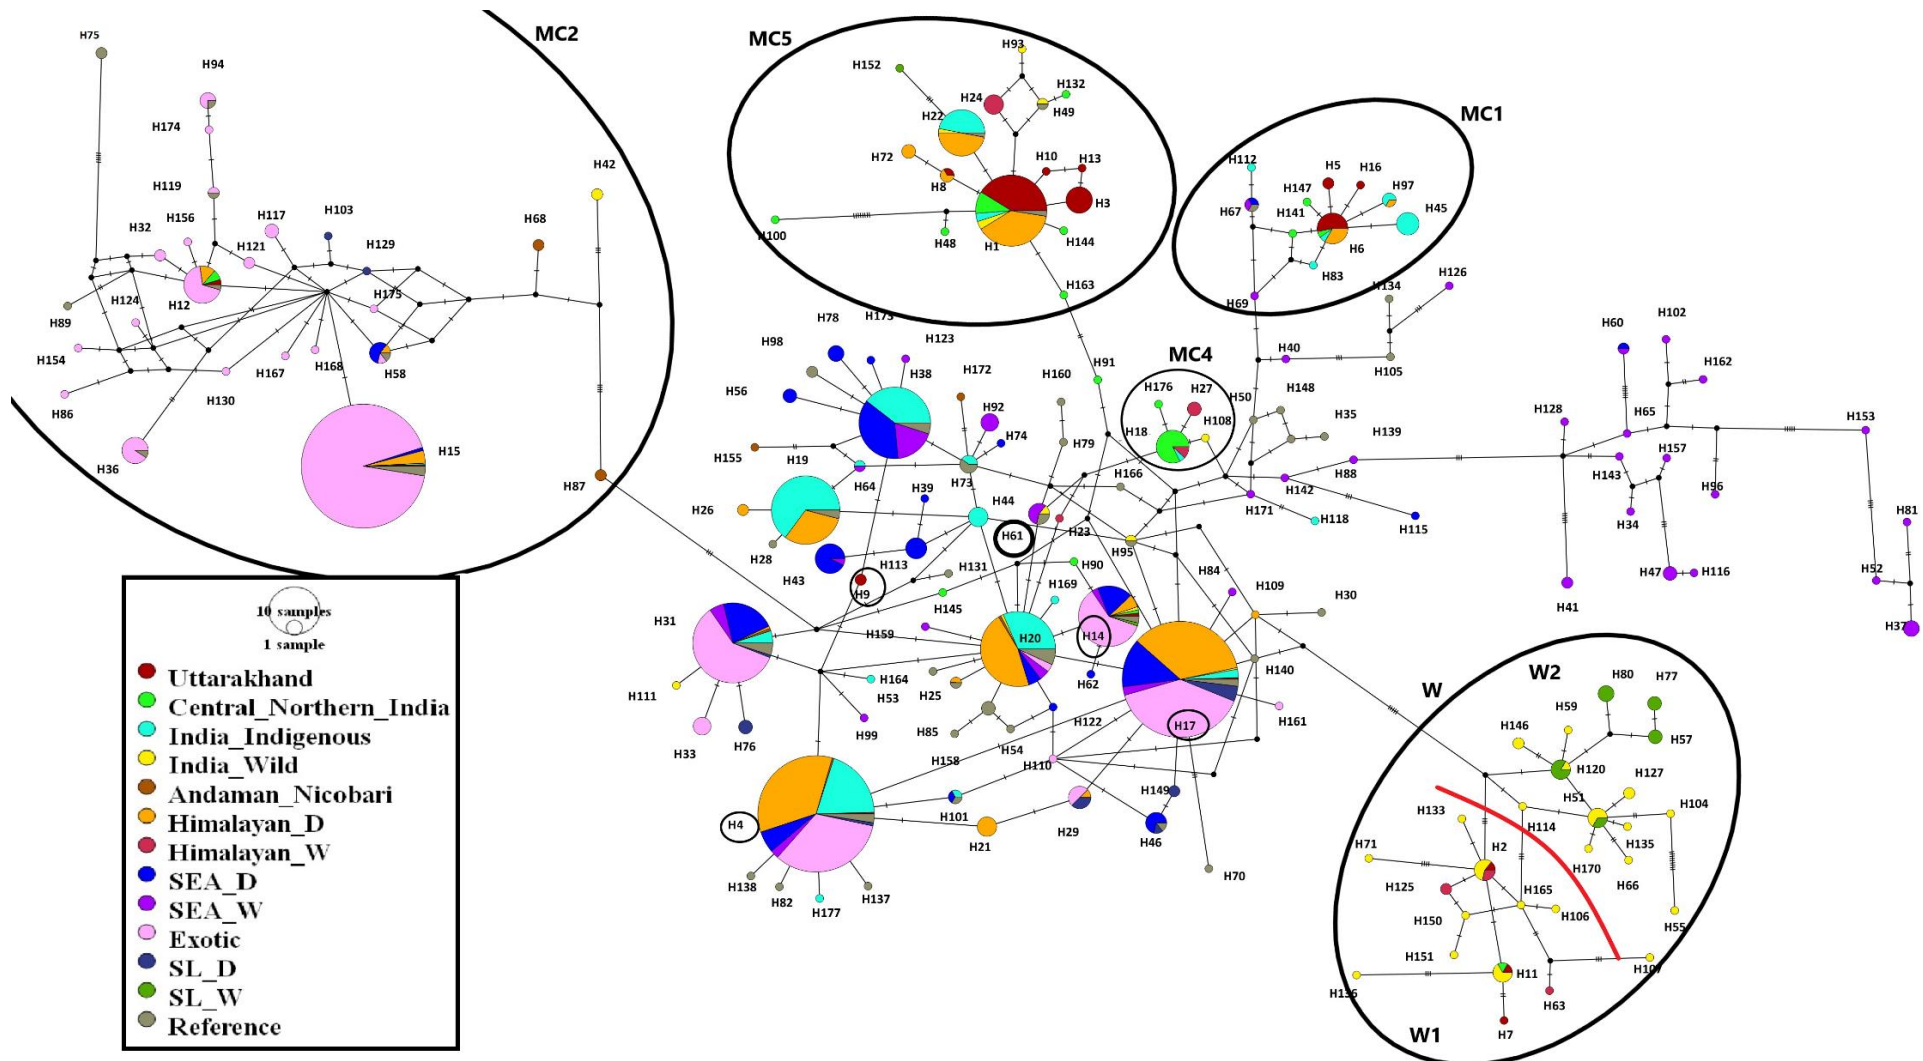 MC2
MC5
H93
H75
H152
H132
H94
H24
H49
MC1
H22
H174
H72
H10
H13
H112
H5
H16
H42
H8
H147
H97
H119
H3
H67
H141
H45
H32
H156
H117
H103
H68
H100
H48
H1
H144
H6
H121
H129
H83
H126
H163
H69
H134
H12
H124
H175
H89
H78
H173
H60
H102
H98
H123
MC4
H40
H154
H167
H168
H58
H38
H172
H160
H91
H176
H27
H50
H148
H105
H162
H86
H130
H56
H92
H18
H108
H35
H128
H65
H153
H74
H79
H139
H36
H15
H155
H19
H64
H73
H166
H88
H143
H157
H87
H39
H44
H142
H96
H26
H171
H118
H115
H34
H81
H61
H23
H28
H95
10 samples
1 sample
H43
H113
H131
H90
H84
H109
H47
H116
H52
H9
H145
H169
H30
H41
H31
H159
H20
H14
H37
Uttarakhand
Central_Northern_India
India_Indigenous
India_Wild
Andaman_Nicobari
Himalayan_D
Himalayan_W
SEA_D
SEA_W
Exotic
SL_D
SL_W
Reference
H111
H164
H25
H53
H62
H140
W
W2
H80
H77
H33
H76
H99
H85
H122
H17
H161
H146
H59
H57
H54
H158
H110
H120
H127
H149
H133
H51
H104
H4
H101
H21
H29
H46
H114
H135
H71
H2
H170
H66
H138
H82
H177
H137
H70
H125
H165
H150
H106
H55
H151
H136
H11
H107
H63
H7
W1